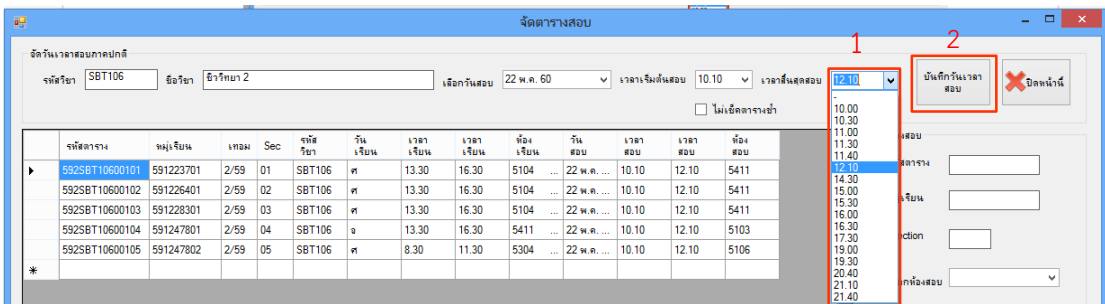 จัดตารางสอบ
1
2
จัดวันเวลาสอบภาคปกติ
รหัสวิชา SBT106 ชื่อวิชา ชีววิทยา 2 เลือกวันสอบ 22 พ.ค. 60 เวลาเริ่มต้นสอบ 10.10 เวลาสิ้นสุดสอบ 12.10
บันทึกวันเวลา
สอบ
ปิดหน้านี้
ไม่เช็คตารางซ้ำ
-
10.00
10.30
11.00
11.30
11.40
12.10
14.30
15.00
15.30
16.00
16.30
17.30
19.00
19.30
20.40
21.10
21.40
รหัสตาราง หมู่เรียน เทอม Sec รหัสวิชา วันเรียน เวลาเรียน เวลาเรียน ห้องเรียน วันสอบ เวลาสอบ เวลาสอบ ห้องสอบ
592SBT10600101 591223701 2/59 01 SBT106 ศ 13.30 16.30 5104 ... 22 พ.ค. ... 10.10 12.10 5411
592SBT10600102 591226401 2/59 02 SBT106 ศ 13.30 16.30 5104 ... 22 พ.ค. ... 10.10 12.10 5411
592SBT10600103 591228301 2/59 03 SBT106 ศ 13.30 16.30 5104 ... 22 พ.ค. ... 10.10 12.10 5411
592SBT10600104 591247801 2/59 04 SBT106 จ 13.30 16.30 5411 ... 22 พ.ค. ... 10.10 12.10 5103
592SBT10600105 591247802 2/59 05 SBT106 ศ 8.30 11.30 5304 ... 22 พ.ค. ... 10.10 12.10 5106
งสอบ
สตาราง
เรียน
ection
กห้องสอบ